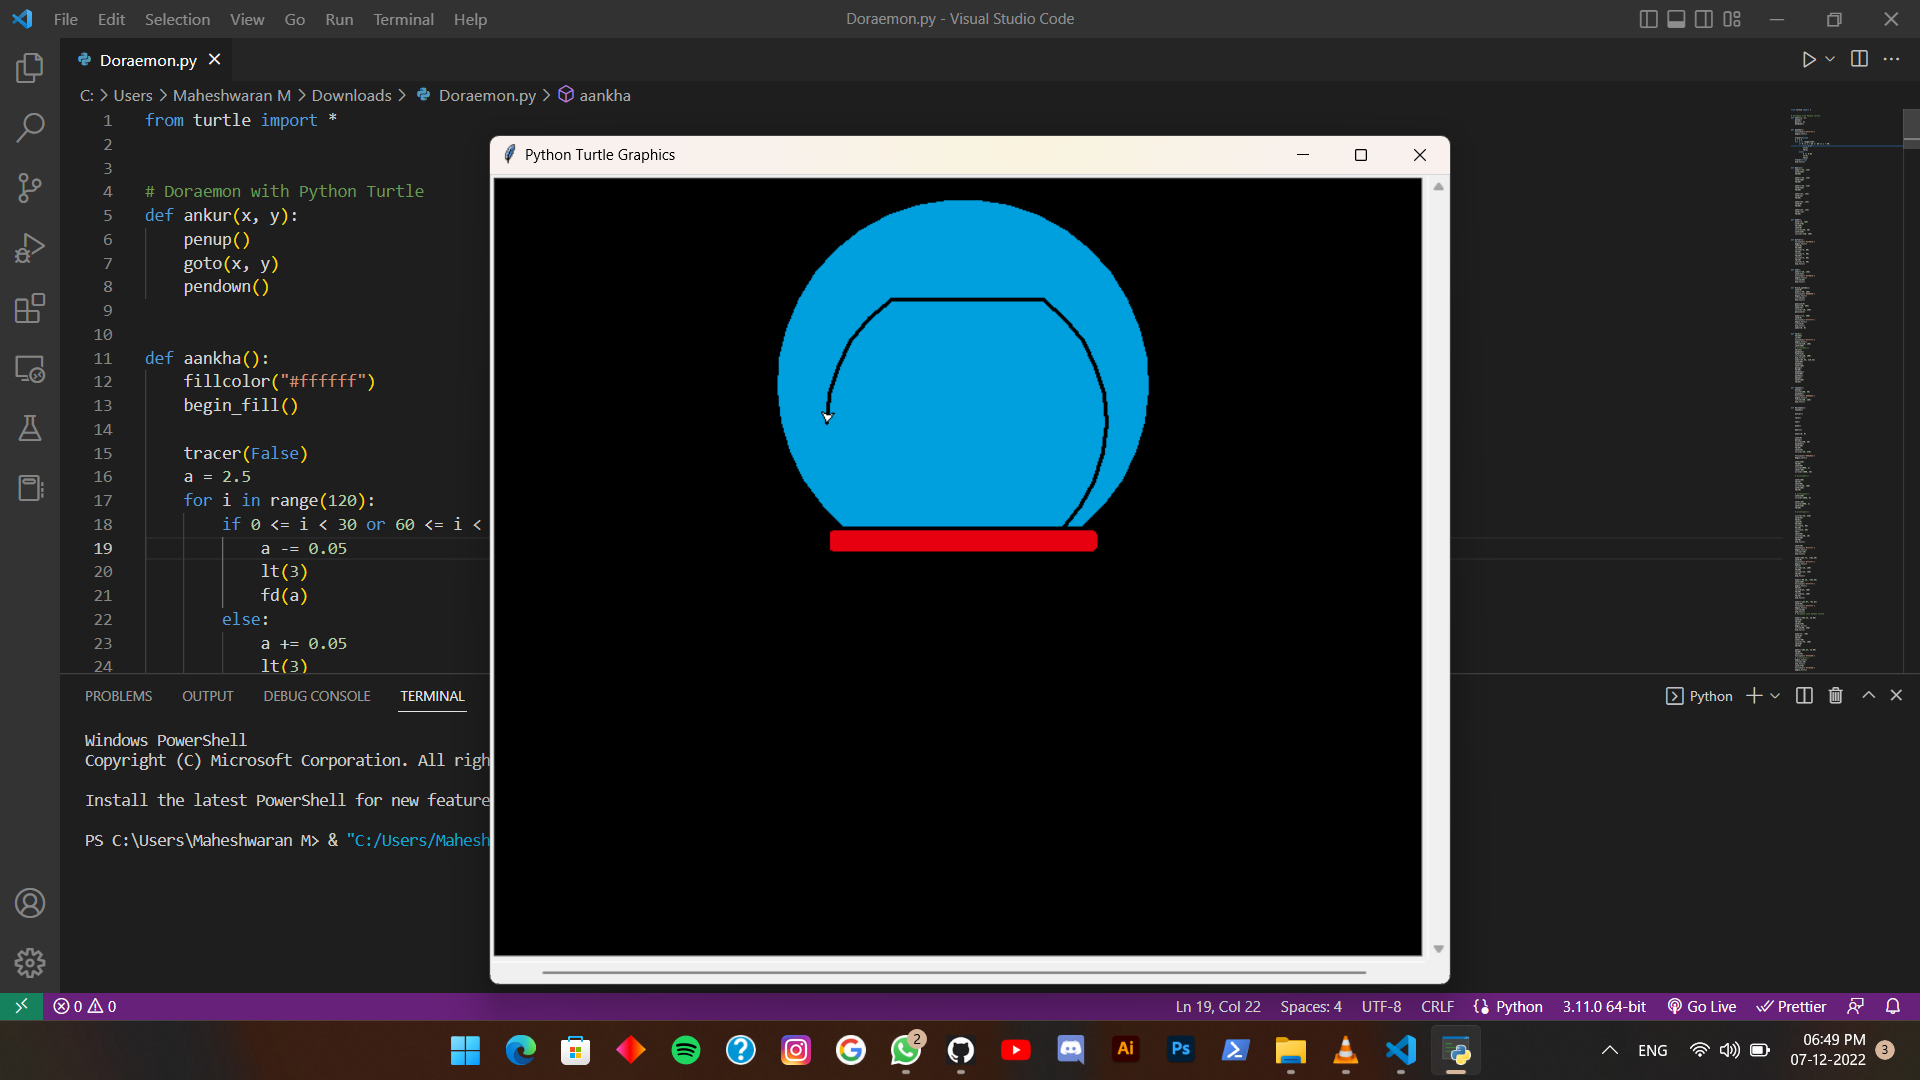 File Edit Selection View Go Run Terminal Help
Doraemon.py - Visual Studio Code
Doraemon.py
C: > Users > Maheshwaran M > Downloads > Doraemon.py > aankha
1 from turtle import *
2
3
4 # Doraemon with Python Turtle
5 def ankur(x, y):
6 penup()
7 goto(x, y)
8 pendown()
9
10
11 def aankha():
12 fillcolor("#ffffff")
13 begin_fill()
14
15 tracer(False)
16 a = 2.5
17 for i in range(120):
18 if 0 <= i < 30 or 60 <= i <
19 a -= 0.05
20 lt(3)
21 fd(a)
22 else:
23 a += 0.05
24 lt(3)
Python Turtle Graphics
PROBLEMS OUTPUT DEBUG CONSOLE TERMINAL
Python
Windows PowerShell
Copyright (C) Microsoft Corporation. All righ
Install the latest PowerShell for new feature
PS C:\Users\Maheshwaran M> & "C:/Users/Mahesh
0 0
Ln 19, Col 22 Spaces: 4 UTF-8 CRLF Python 3.11.0 64-bit Go Live Prettier
2
Ai
Ps
ENG
06:49 PM
07-12-2022
3